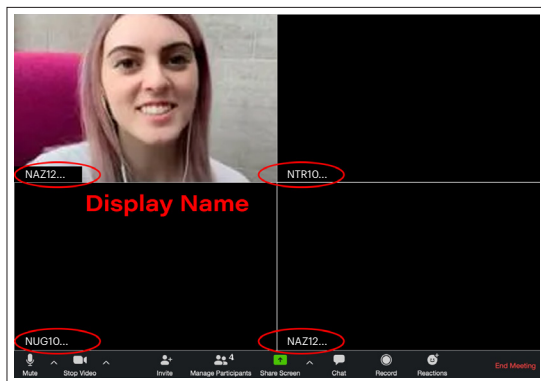 NAZ12...
NTR10...
Display Name
NUG10...
NAZ12...
4
Mute
Stop Video
Invite
Manage Participants
Share Screen
Chat
Record
Reactions
End Meeting